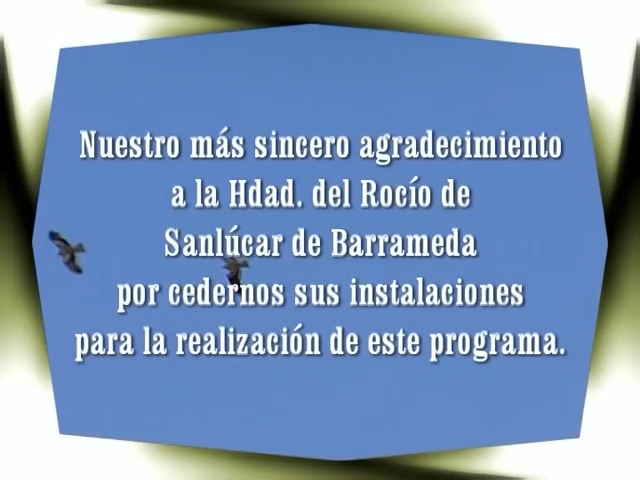 Nuestro más sincero agradecimiento
a la Hdad. del Rocío de
Sanlúcar de Barrameda
por cedernos sus instalaciones
para la realización de este programa.